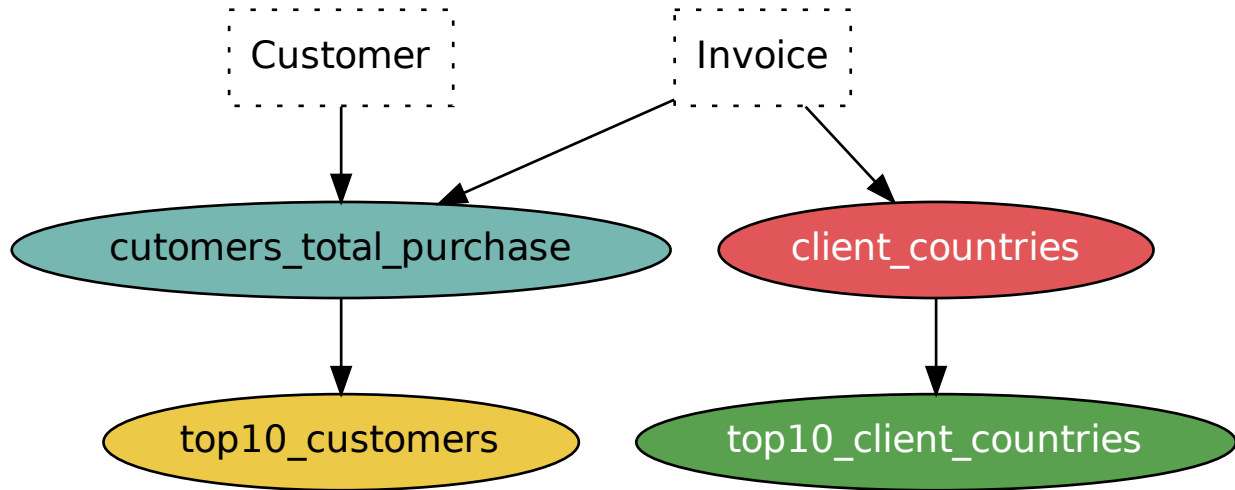 Customer
Invoice
cutomers_total_purchase
client_countries
top10_customers
top10_client_countries